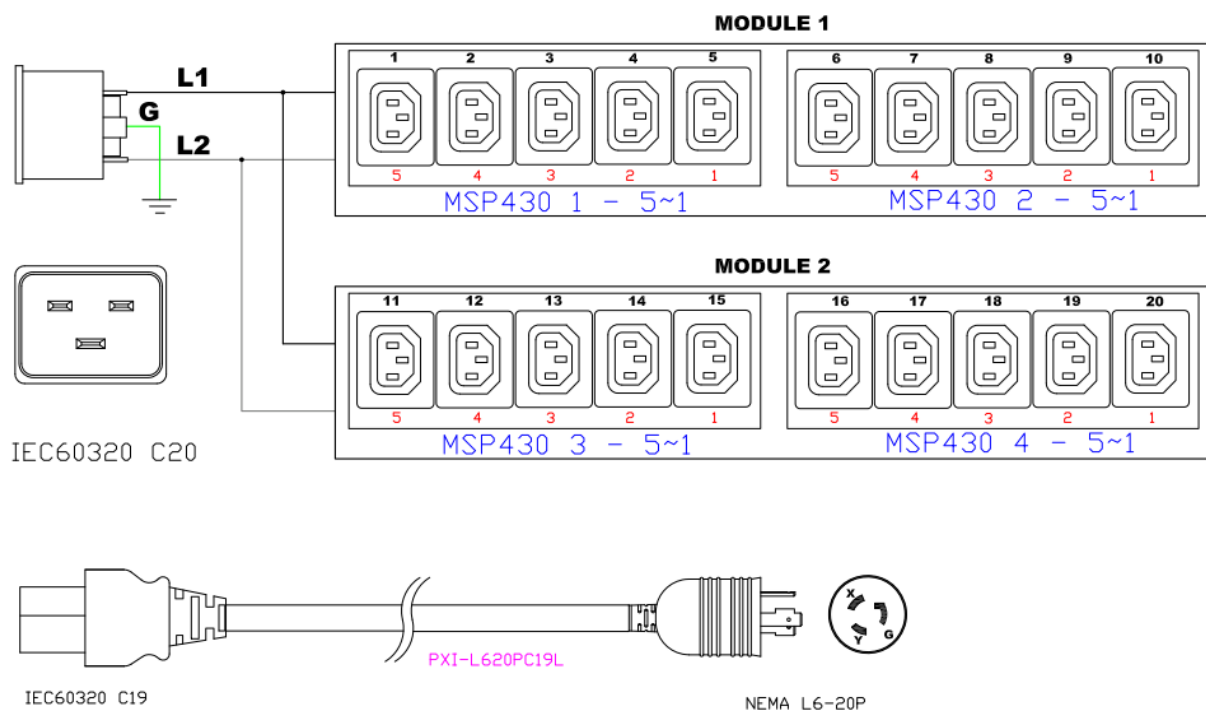 MODULE 1
1 2 3 4 5 6 7 8 9 10
L1
G
L2
5 4 3 2 1 5 4 3 2 1
MSP430 1 - 5~1 MSP430 2 - 5~1
MODULE 2
11 12 13 14 15 16 17 18 19 20
5 4 3 2 1 5 4 3 2 1
MSP430 3 - 5~1 MSP430 4 - 5~1
IEC60320 C20
X
Y G
PXI-L620PC19L
IEC60320 C19
NEMA L6-20P